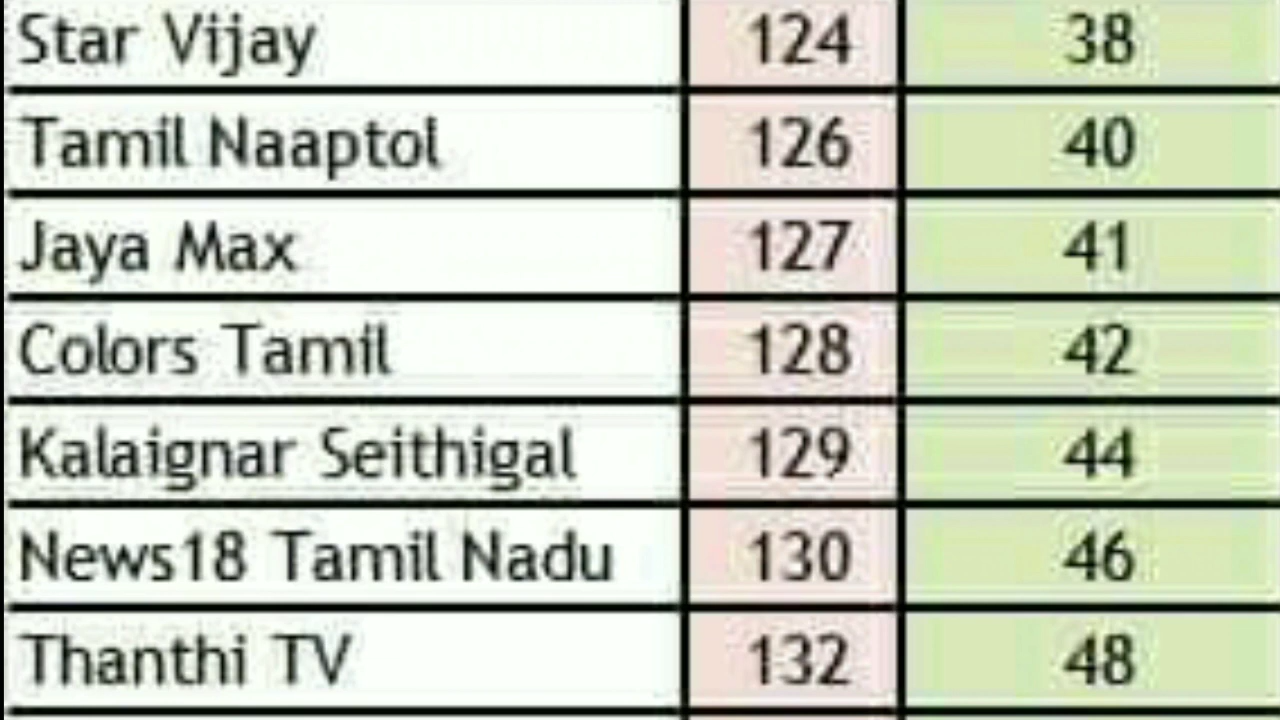 Star Vijay 124 38
Tamil Naaptol 126 40
Jaya Max 127 41
Colors Tamil 128 42
Kalaignar Seithigal 129 44
News18 Tamil Nadu 130 46
Thanthi TV 132 48